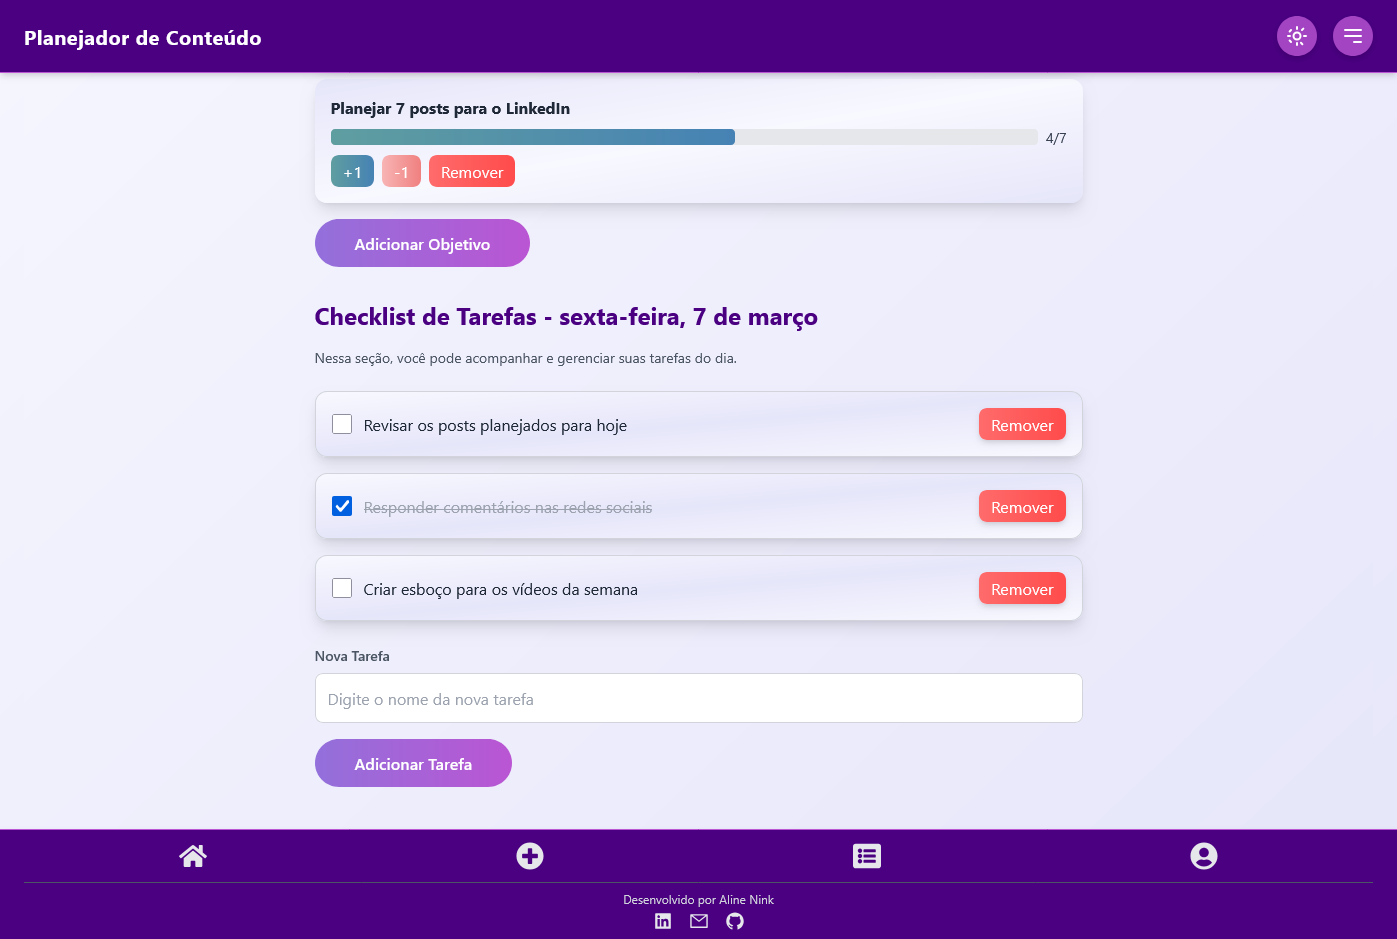 Planejador de Conteúdo
Planejar 7 posts para o LinkedIn
4/7
+1 -1 Remover
Adicionar Objetivo
Checklist de Tarefas - sexta-feira, 7 de março
Nessa seção, você pode acompanhar e gerenciar suas tarefas do dia.
Revisar os posts planejados para hoje Remover
Responder comentários nas redes sociais Remover
Criar esboço para os vídeos da semana Remover
Nova Tarefa
Digite o nome da nova tarefa
Adicionar Tarefa
Desenvolvido por Aline Nink